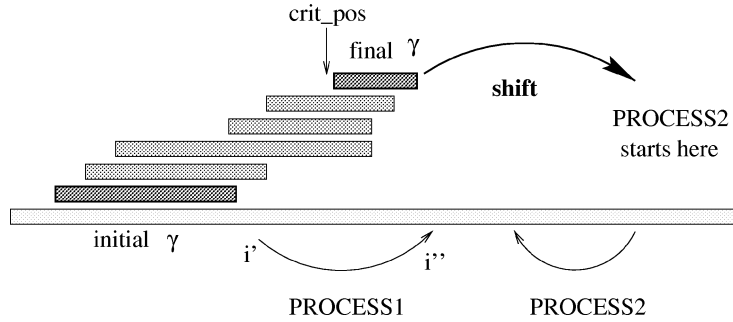 crit_pos
final γ
shift
PROCESS2
starts here
initial γ
i'
i''
PROCESS1
PROCESS2